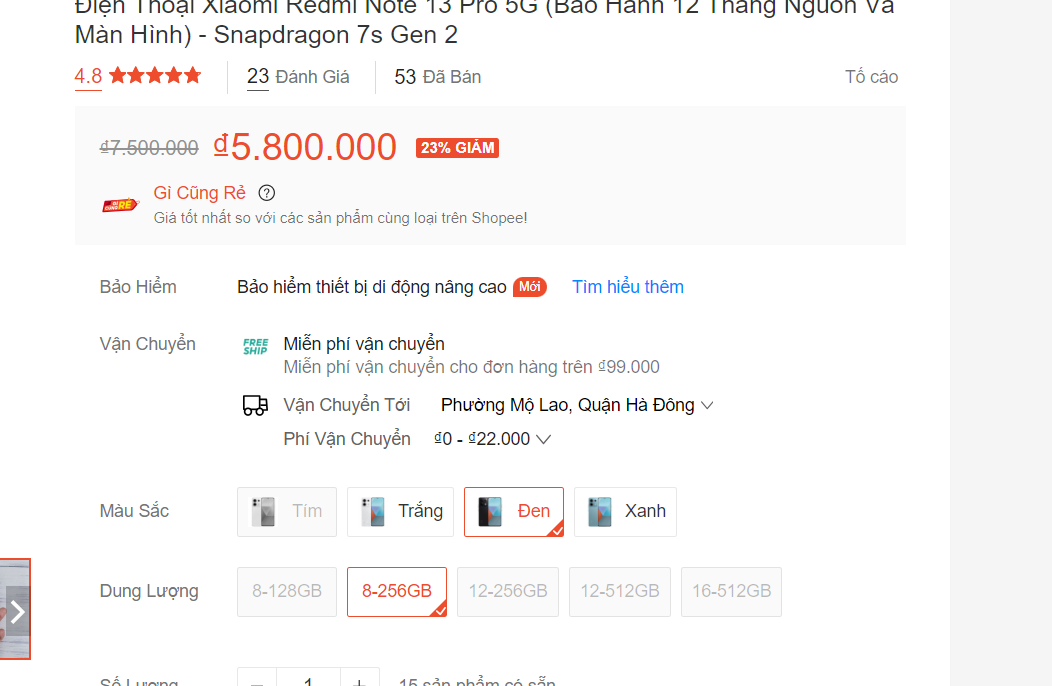 Điện Thoại Xiaomi Redmi Note 13 Pro 5G (Bảo Hành 12 Tháng Nguồn Và
Màn Hình) - Snapdragon 7s Gen 2
4.8 23 Đánh Giá 53 Đã Bán Tố cáo
₫7.500.000 ₫5.800.000 23% GIẢM
GÌ CŨNG RẺ Gì Cũng Rẻ ?
Giá tốt nhất so với các sản phẩm cùng loại trên Shopee!
Bảo Hiểm Bảo hiểm thiết bị di động nâng cao Mới Tìm hiểu thêm
Vận Chuyển FREE SHIP Miễn phí vận chuyển
Miễn phí vận chuyển cho đơn hàng trên ₫99.000
Vận Chuyển Tới Phường Mộ Lao, Quận Hà Đông
Phí Vận Chuyển ₫0 - ₫22.000
Màu Sắc Tím Trắng Đen Xanh
Dung Lượng 8-128GB 8-256GB 12-256GB 12-512GB 16-512GB
Số Lượng − 1 + 15 sản phẩm có sẵn